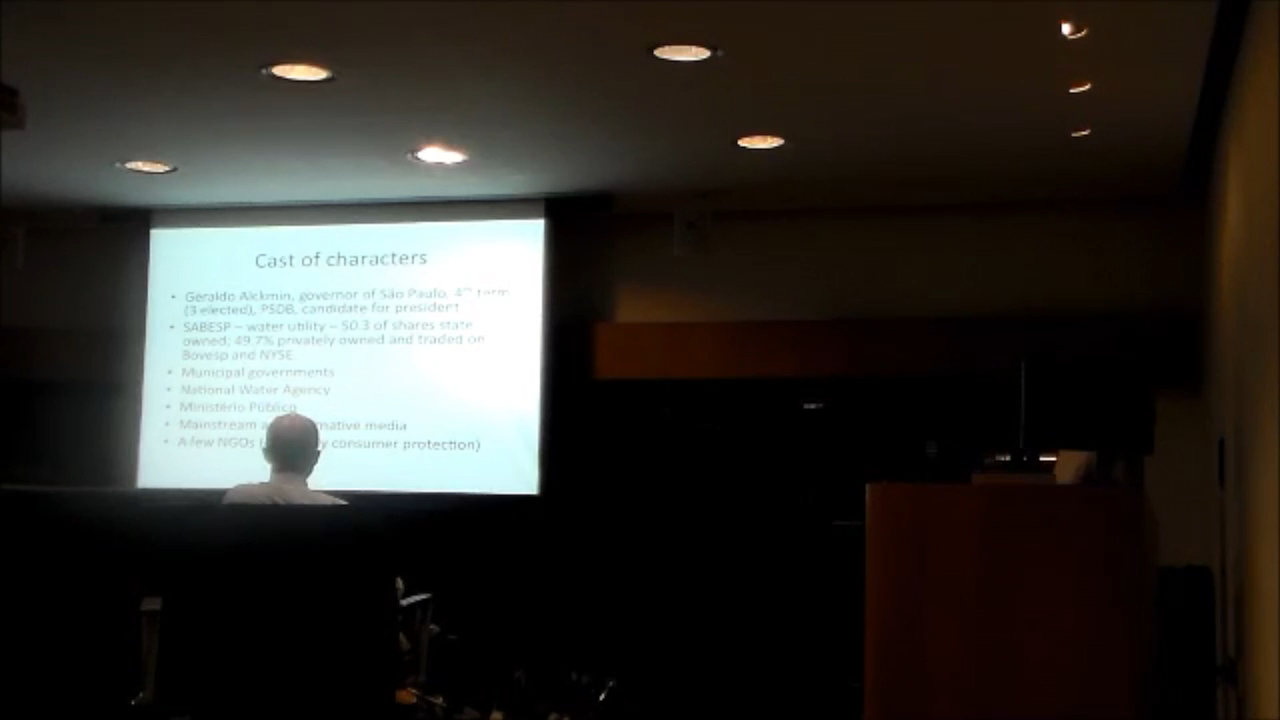 Cast of characters
• Geraldo Alckmin, governor of São Paulo, 4th term
(3 elected), PSDB, candidate for president
• SABESP – water utility – 50.3 of shares state
owned; 49.7% privately owned and traded on
Bovesp and NYSE
• Municipal governments
• National Water Agency
• Ministério Público
• Mainstream media
• A few NGOs consumer protection)